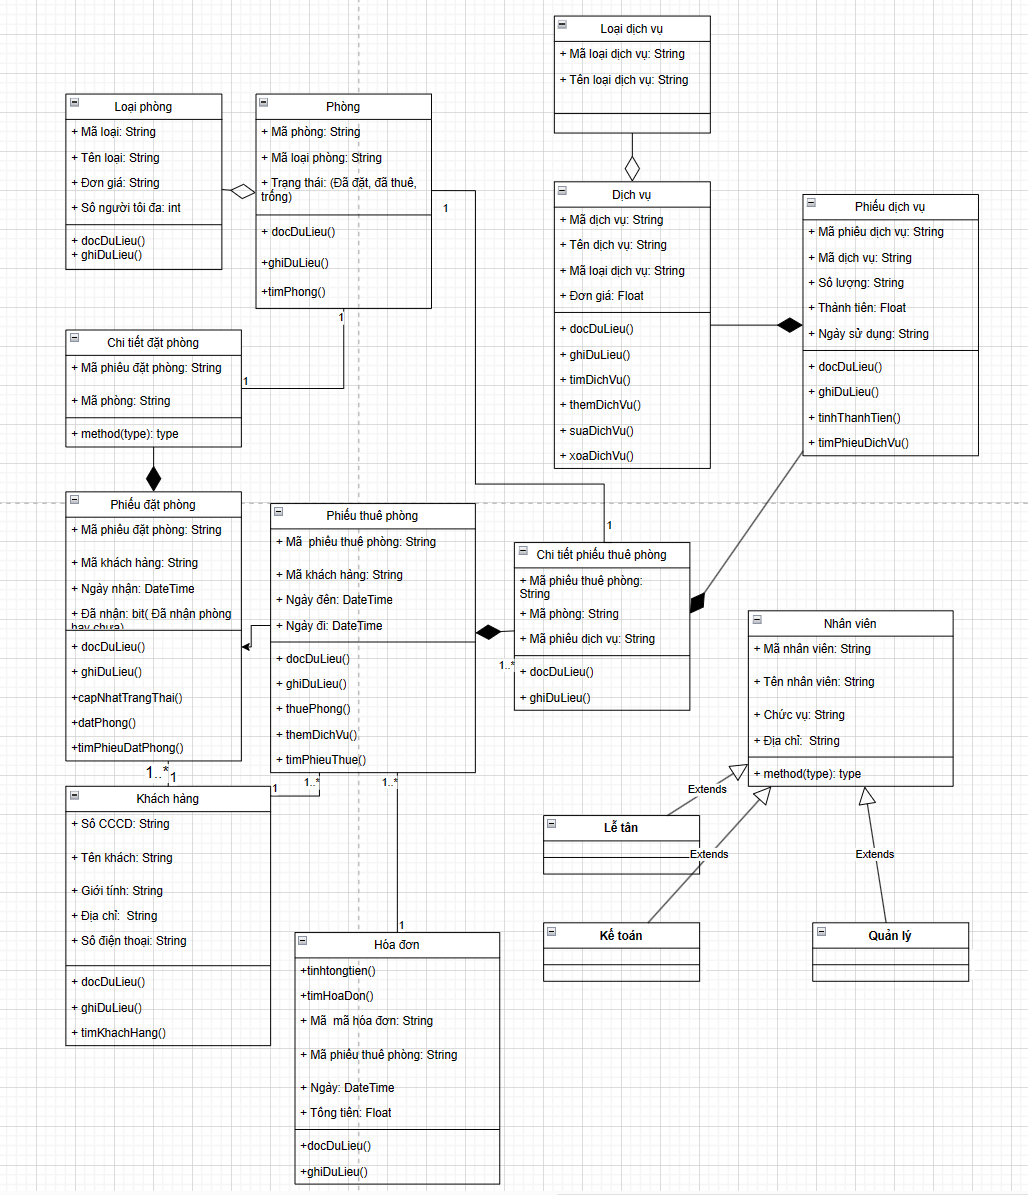 Loại dịch vụ
+ Mã loại dịch vụ: String
+ Tên loại dịch vụ: String
Loại phòng
+ Mã loại: String
+ Tên loại: String
+ Đơn giá: String
+ Số người tối đa: int
+ docDuLieu()
+ ghiDuLieu()
Phòng
+ Mã phòng: String
+ Mã loại phòng: String
+ Trạng thái: (Đã đặt, đã thuê,
trống)
+ docDuLieu()
+ghiDuLieu()
+timPhong()
1
1
Dịch vụ
+ Mã dịch vụ: String
+ Tên dịch vụ: String
+ Mã loại dịch vụ: String
+ Đơn giá: Float
+ docDuLieu()
+ ghiDuLieu()
+ timDichVu()
+ themDichVu()
+ suaDichVu()
+ xoaDichVu()
Phiếu dịch vụ
+ Mã phiếu dịch vụ: String
+ Mã dịch vụ: String
+ Số lượng: String
+ Thành tiền: Float
+ Ngày sử dụng: String
+ docDuLieu()
+ ghiDuLieu()
+ tinhThanhTien()
+ timPhieuDichVu()
Chi tiết đặt phòng
+ Mã phiếu đặt phòng: String
+ Mã phòng: String
+ method(type): type
1
Phiếu đặt phòng
+ Mã phiếu đặt phòng: String
+ Mã khách hàng: String
+ Ngày nhận: DateTime
+ Đã nhận: bit( Đã nhận phòng
hay chưa)
+ docDuLieu()
+ ghiDuLieu()
+capNhatTrangThai()
+datPhong()
+timPhieuDatPhong()
1..*
1
Phiếu thuê phòng
+ Mã  phiếu thuê phòng: String
+ Mã khách hàng: String
+ Ngày đến: DateTime
+ Ngày đi: DateTime
+ docDuLieu()
+ ghiDuLieu()
+ thuePhong()
+ themDichVu()
+ timPhieuThue()
1..*
1..*
1
Chi tiết phiếu thuê phòng
+ Mã phiếu thuê phòng:
String
+ Mã phòng: String
+ Mã phiếu dịch vụ: String
+ docDuLieu()
+ ghiDuLieu()
1..*
Nhân viên
+ Mã nhân viên: String
+ Tên nhân viên: String
+ Chức vụ: String
+ Địa chỉ:  String
+ method(type): type
Extends
Extends
Extends
Lễ tân
Kế toán
Quản lý
Khách hàng
+ Số CCCD: String
+ Tên khách: String
+ Giới tính: String
+ Địa chỉ:  String
+ Số điện thoại: String
+ docDuLieu()
+ ghiDuLieu()
+ timKhachHang()
1
1
Hóa đơn
+tinhtongtien()
+timHoaDon()
+ Mã  mã hóa đơn: String
+ Mã phiếu thuê phòng: String
+ Ngày: DateTime
+ Tổng tiền: Float
+docDuLieu()
+ghiDuLieu()